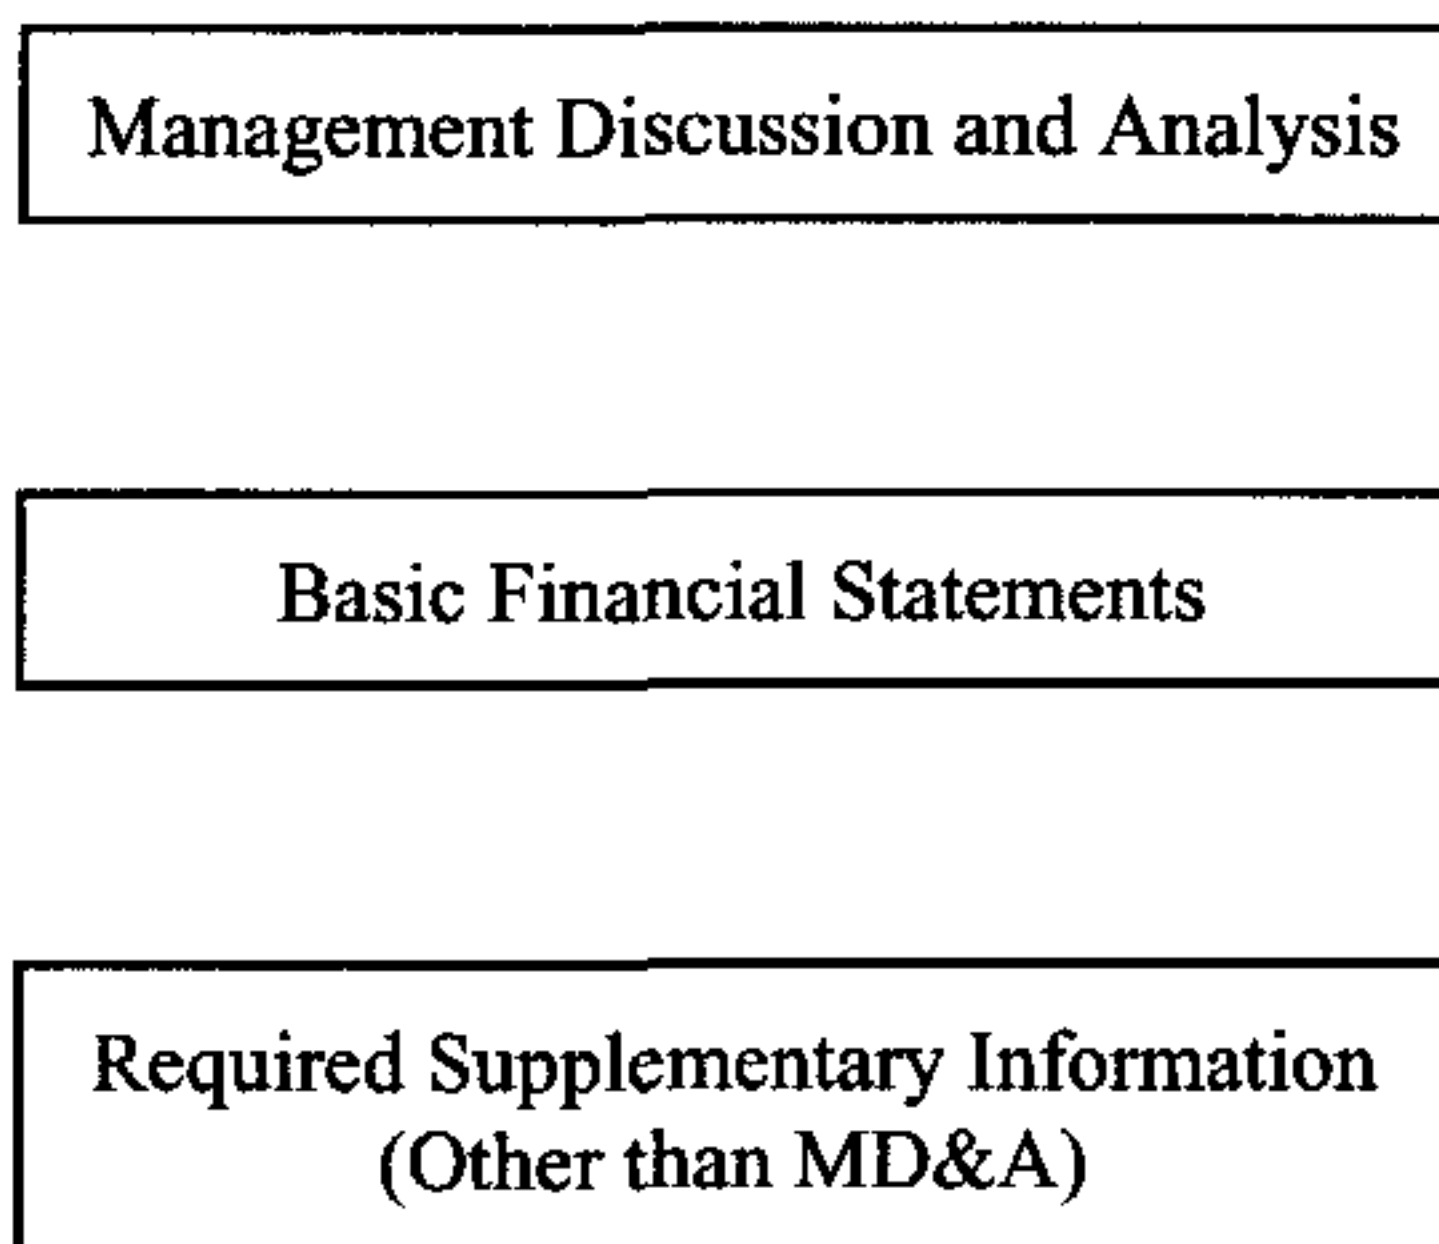 Management Discussion and Analysis
Basic Financial Statements
Required Supplementary Information
(Other than MD&A)